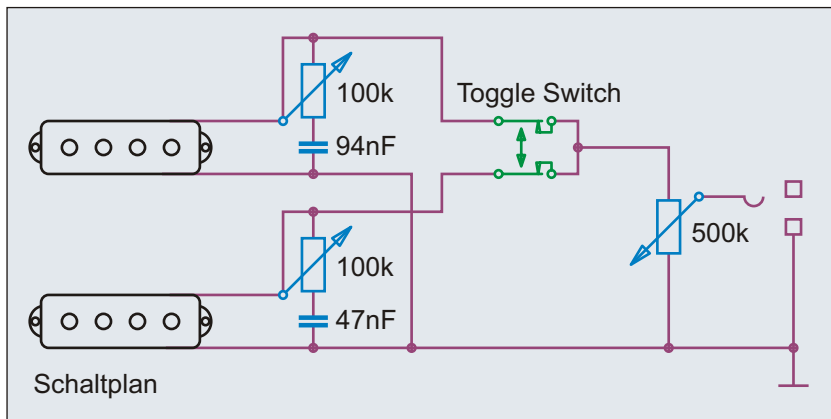 100k
Toggle Switch
94nF
100k
500k
47nF
Schaltplan